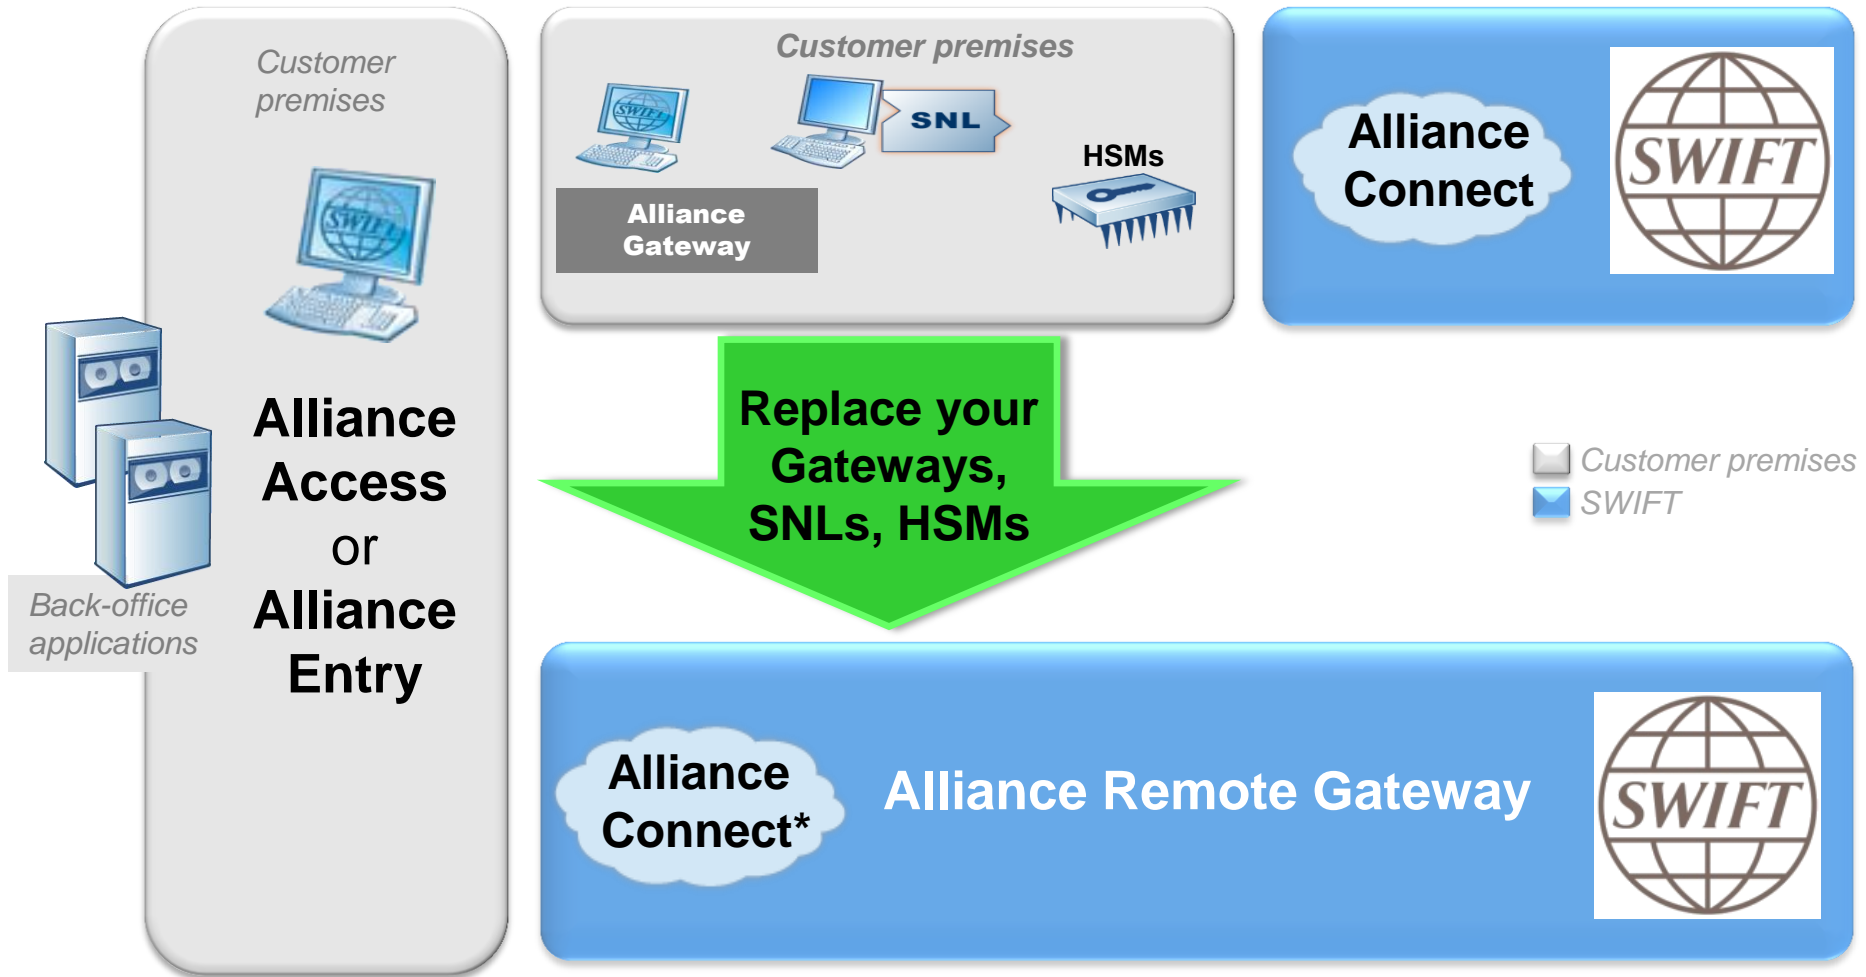 Customer
premises
SWIFT
Alliance
Access
or
Alliance
Entry
Back-office
applications
Customer premises
SWIFT
SNL
HSMs
Alliance
Gateway
Alliance
Connect
SWIFT
Replace your
Gateways,
SNLs, HSMs
Customer premises
SWIFT
Alliance
Connect*
Alliance Remote Gateway
SWIFT